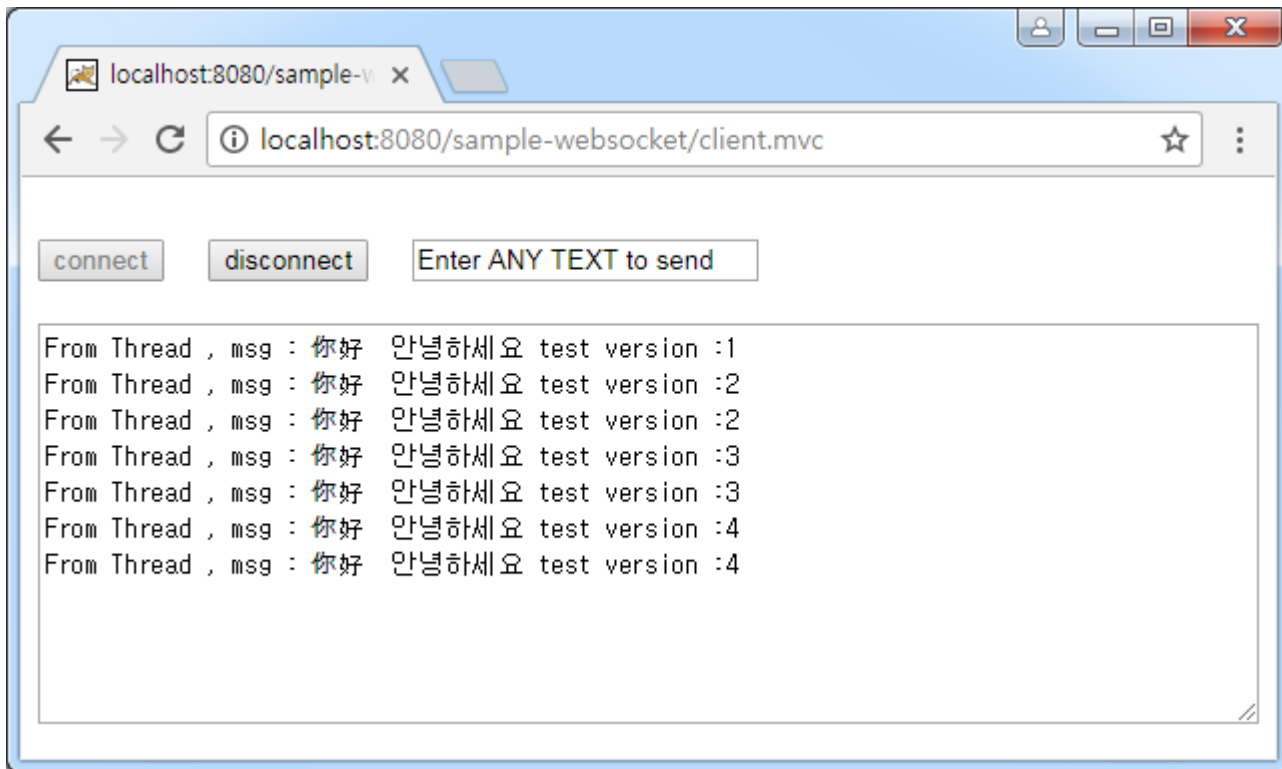 localhost:8080/sample-w
localhost:8080/sample-websocket/client.mvc
connect disconnect Enter ANY TEXT to send
From Thread , msg : 你好  안녕하세요 test version :1
From Thread , msg : 你好  안녕하세요 test version :2
From Thread , msg : 你好  안녕하세요 test version :2
From Thread , msg : 你好  안녕하세요 test version :3
From Thread , msg : 你好  안녕하세요 test version :3
From Thread , msg : 你好  안녕하세요 test version :4
From Thread , msg : 你好  안녕하세요 test version :4